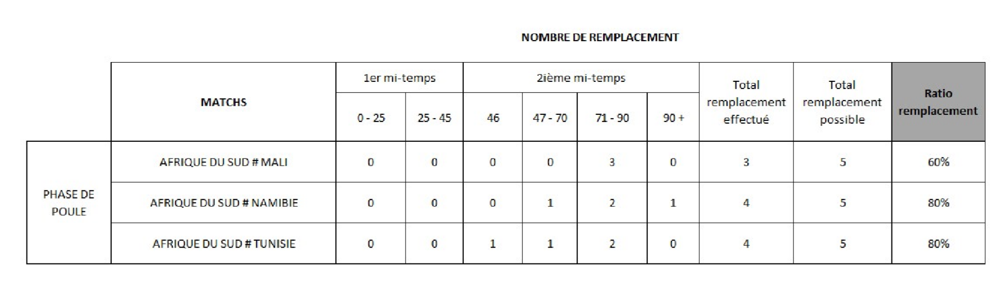 NOMBRE DE REMPLACEMENT
MATCHS
1er mi-temps
2ième mi-temps
Total
remplacement
effectué
Total
remplacement
possible
Ratio
remplacement
0 - 25
25 - 45
46
47 - 70
71 - 90
90 +
PHASE DE
POULE
AFRIQUE DU SUD # MALI
0
0
0
0
3
0
3
5
60%
AFRIQUE DU SUD # NAMIBIE
0
0
0
1
2
1
4
5
80%
AFRIQUE DU SUD # TUNISIE
0
0
1
1
2
0
4
5
80%